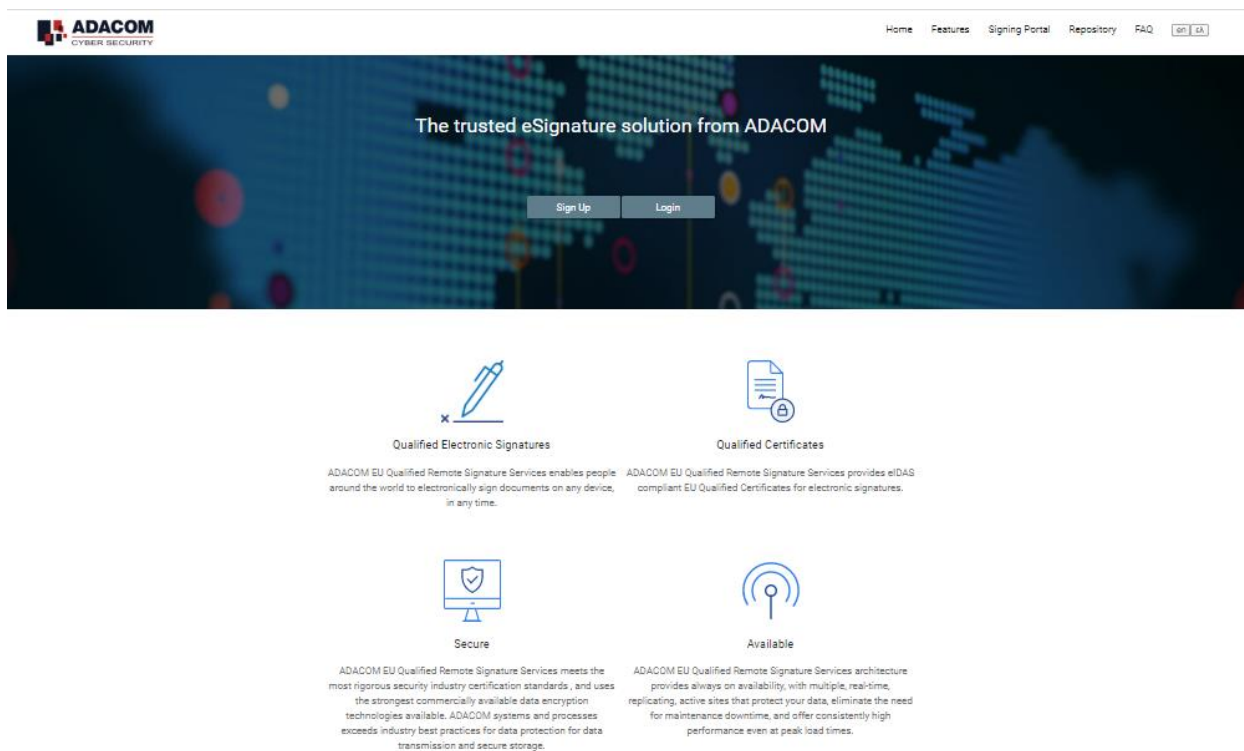 ADACOM
CYBER SECURITY
Home Features Signing Portal Repository FAQ en ελ
The trusted eSignature solution from ADACOM
Sign Up Login
Qualified Electronic Signatures
ADACOM EU Qualified Remote Signature Services enables people
around the world to electronically sign documents on any device,
in any time.
Qualified Certificates
ADACOM EU Qualified Remote Signature Services provides eIDAS
compliant EU Qualified Certificates for electronic signatures.
Secure
ADACOM EU Qualified Remote Signature Services meets the
most rigorous security industry certification standards , and uses
the strongest commercially available data encryption
technologies available. ADACOM systems and processes
exceeds industry best practices for data protection for data
transmission and secure storage.
Available
ADACOM EU Qualified Remote Signature Services architecture
provides always on availability, with multiple, real-time,
replicating, active sites that protect your data, eliminate the need
for maintenance downtime, and offer consistently high
performance even at peak load times.